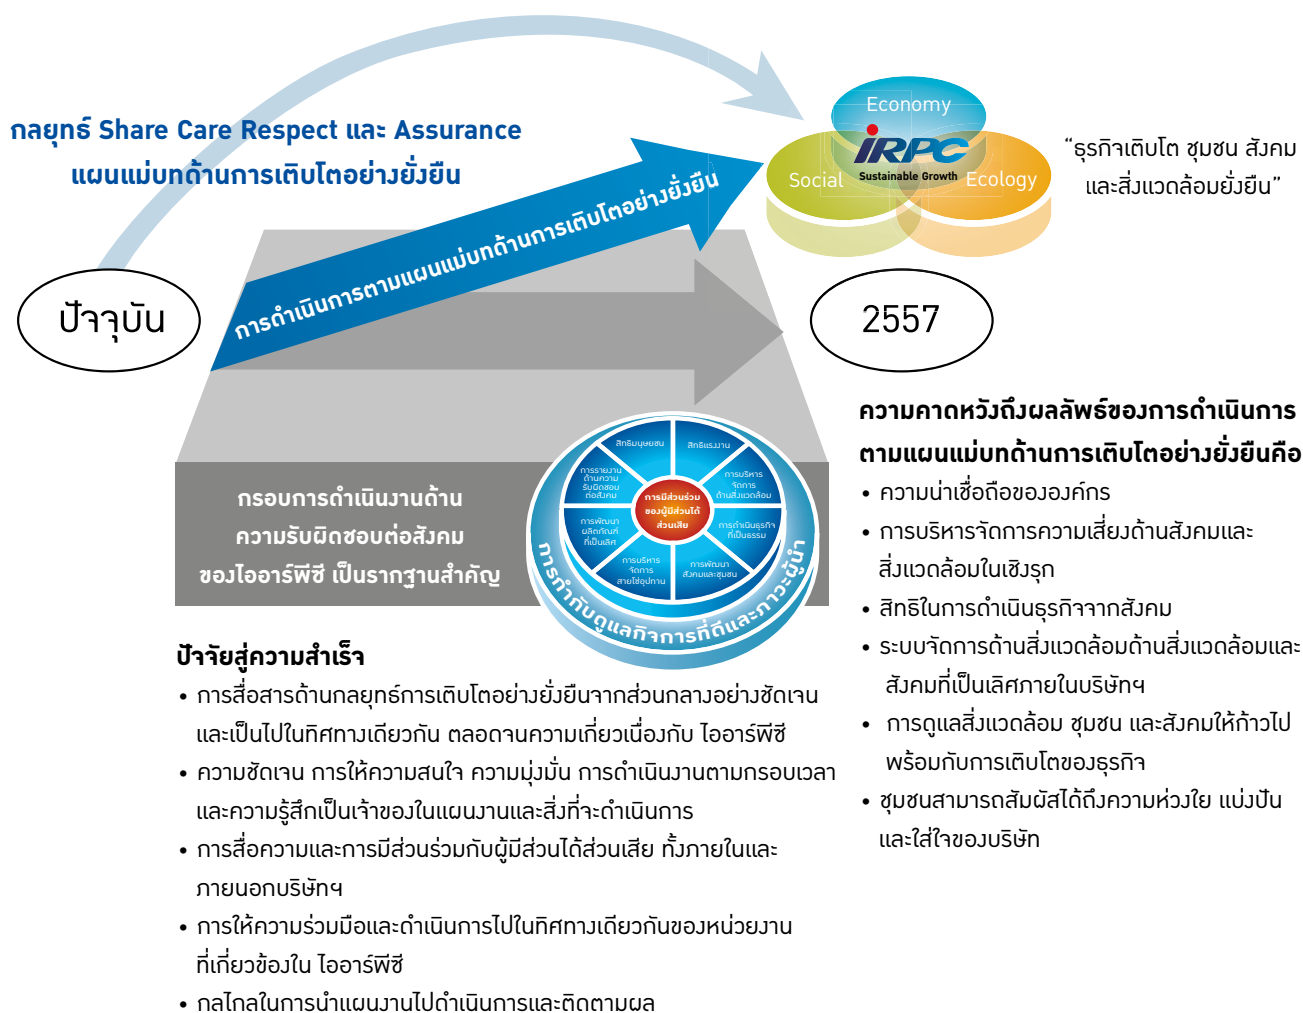 กลยุทธ์ Share Care Respect และ Assurance
แผนแม่บทด้านการเติบโตอย่างยั่งยืน
Economy
Social
Ecology
iRPC
Sustainable Growth
“ธุรกิจเติบโต ชุมชน สังคม
และสิ่งแวดล้อมยั่งยืน”
การดำเนินการตามแผนแม่บทด้านการเติบโตอย่างยั่งยืน
ปัจจุบัน
2557
กรอบการดำเนินงานด้าน
ความรับผิดชอบต่อสังคม
ของไออาร์พีซี เป็นรากฐานสำคัญ
สิทธิมนุษยชน
สิทธิแรงงาน
การรายงาน
ด้านความ
รับผิดชอบ
ต่อสังคม
การบริหาร
จัดการ
ด้านสิ่งแวดล้อม
การมีส่วนร่วม
ของผู้มีส่วนได้
ส่วนเสีย
การพัฒนา
ผลิตภัณฑ์
ที่เป็นเลิศ
การดำเนินธุรกิจ
ที่เป็นธรรม
การบริหาร
จัดการ
สายโซ่อุปทาน
การพัฒนา
สังคมและชุมชน
การกำกับดูแลกิจการที่ดีและภาวะผู้นำ
ความคาดหวังถึงผลลัพธ์ของการดำเนินการ
ตามแผนแม่บทด้านการเติบโตอย่างยั่งยืนคือ
• ความน่าเชื่อถือขององค์กร
• การบริหารจัดการความเสี่ยงด้านสังคมและ
สิ่งแวดล้อมในเชิงรุก
• สิทธิในการดำเนินธุรกิจจากสังคม
• ระบบจัดการด้านสิ่งแวดล้อมด้านสิ่งแวดล้อมและ
สังคมที่เป็นเลิศภายในบริษัทฯ
• การดูแลสิ่งแวดล้อม ชุมชน และสังคมให้ก้าวไป
พร้อมกับการเติบโตของธุรกิจ
• ชุมชนสามารถสัมผัสได้ถึงความห่วงใย แบ่งปัน
และใส่ใจของบริษัท
ปัจจัยสู่ความสำเร็จ
• การสื่อสารด้านกลยุทธ์การเติบโตอย่างยั่งยืนจากส่วนกลางอย่างชัดเจน
และเป็นไปในทิศทางเดียวกัน ตลอดจนความเกี่ยวเนื่องกับ ไออาร์พีซี
• ความชัดเจน การให้ความสนใจ ความมุ่งมั่น การดำเนินงานตามกรอบเวลา
และความรู้สึกเป็นเจ้าของในแผนงานและสิ่งที่จะดำเนินการ
• การสื่อความและการมีส่วนร่วมกับผู้มีส่วนได้ส่วนเสีย ทั้งภายในและ
ภายนอกบริษัทฯ
• การให้ความร่วมมือและดำเนินการไปในทิศทางเดียวกันของหน่วยงาน
ที่เกี่ยวข้องใน ไออาร์พีซี
• กลไกลในการนำแผนงานไปดำเนินการและติดตามผล